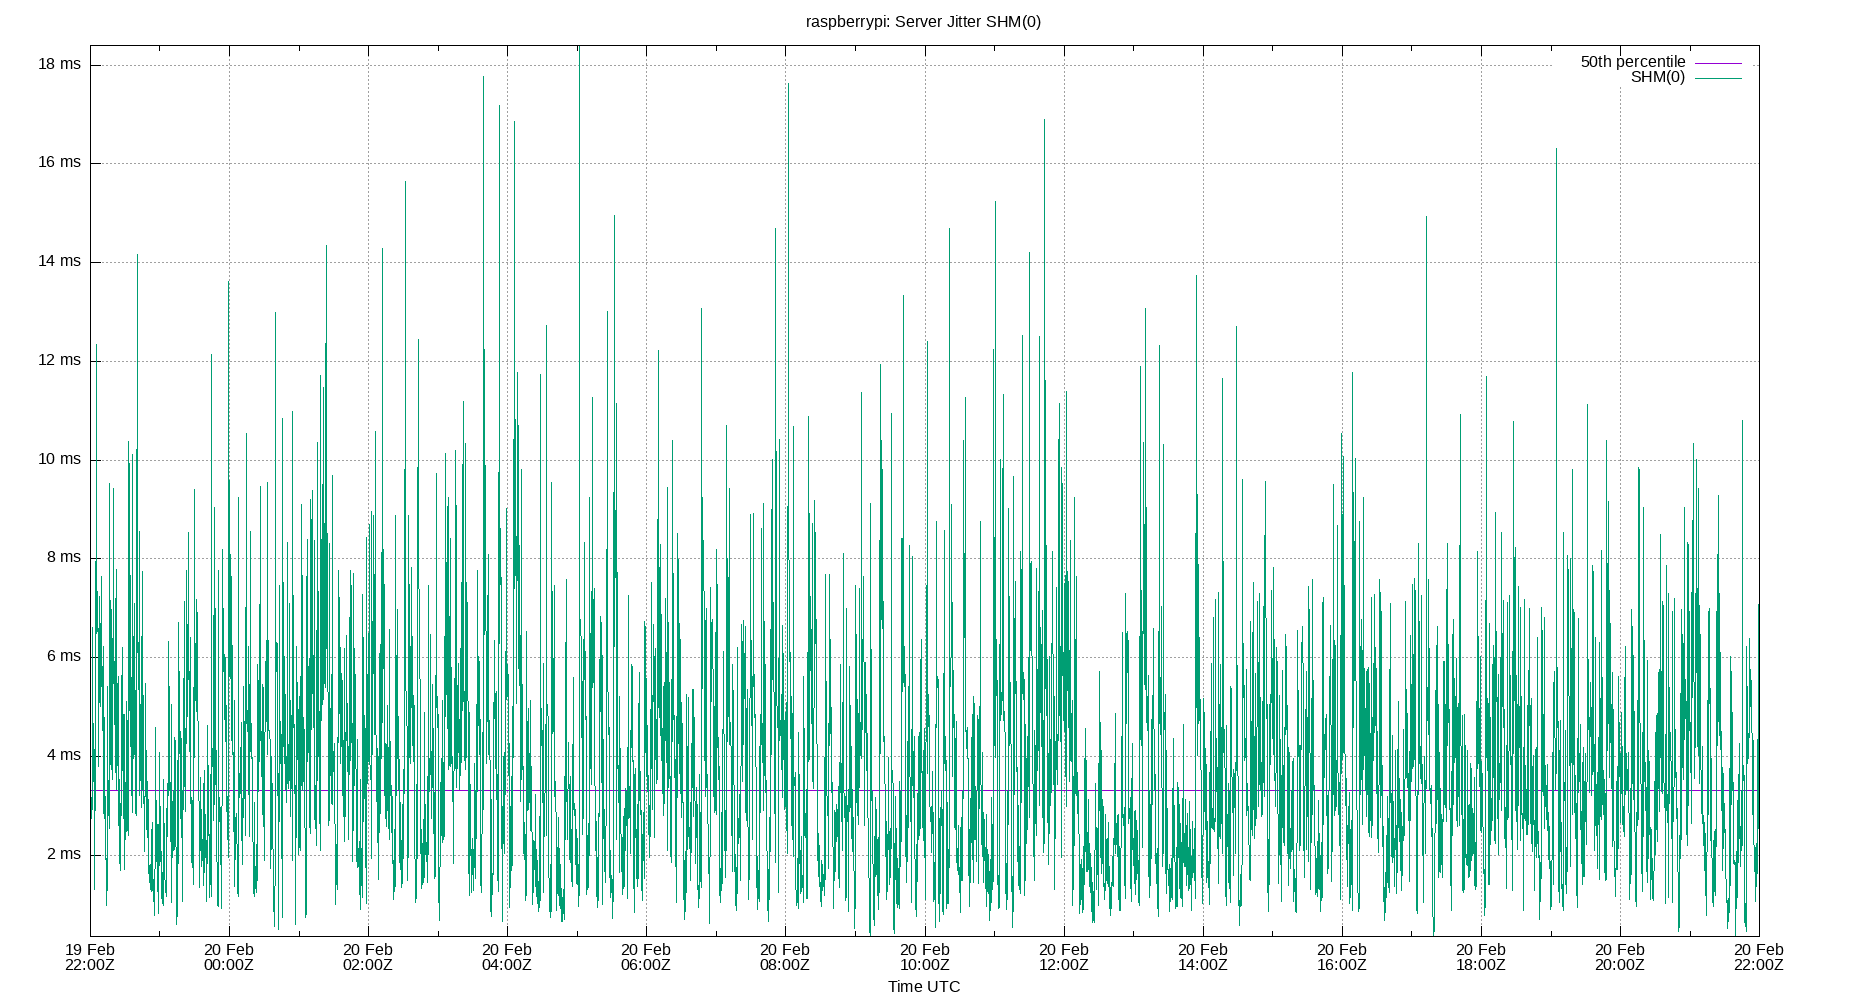 raspberrypi: Server Jitter SHM(0)
50th percentile
SHM(0)
18 ms
16 ms
14 ms
12 ms
10 ms
8 ms
6 ms
4 ms
2 ms
19 Feb 20 Feb 20 Feb 20 Feb 20 Feb 20 Feb 20 Feb 20 Feb 20 Feb 20 Feb 20 Feb 20 Feb 20 Feb
22:00Z 00:00Z 02:00Z 04:00Z 06:00Z 08:00Z 10:00Z 12:00Z 14:00Z 16:00Z 18:00Z 20:00Z 22:00Z
Time UTC